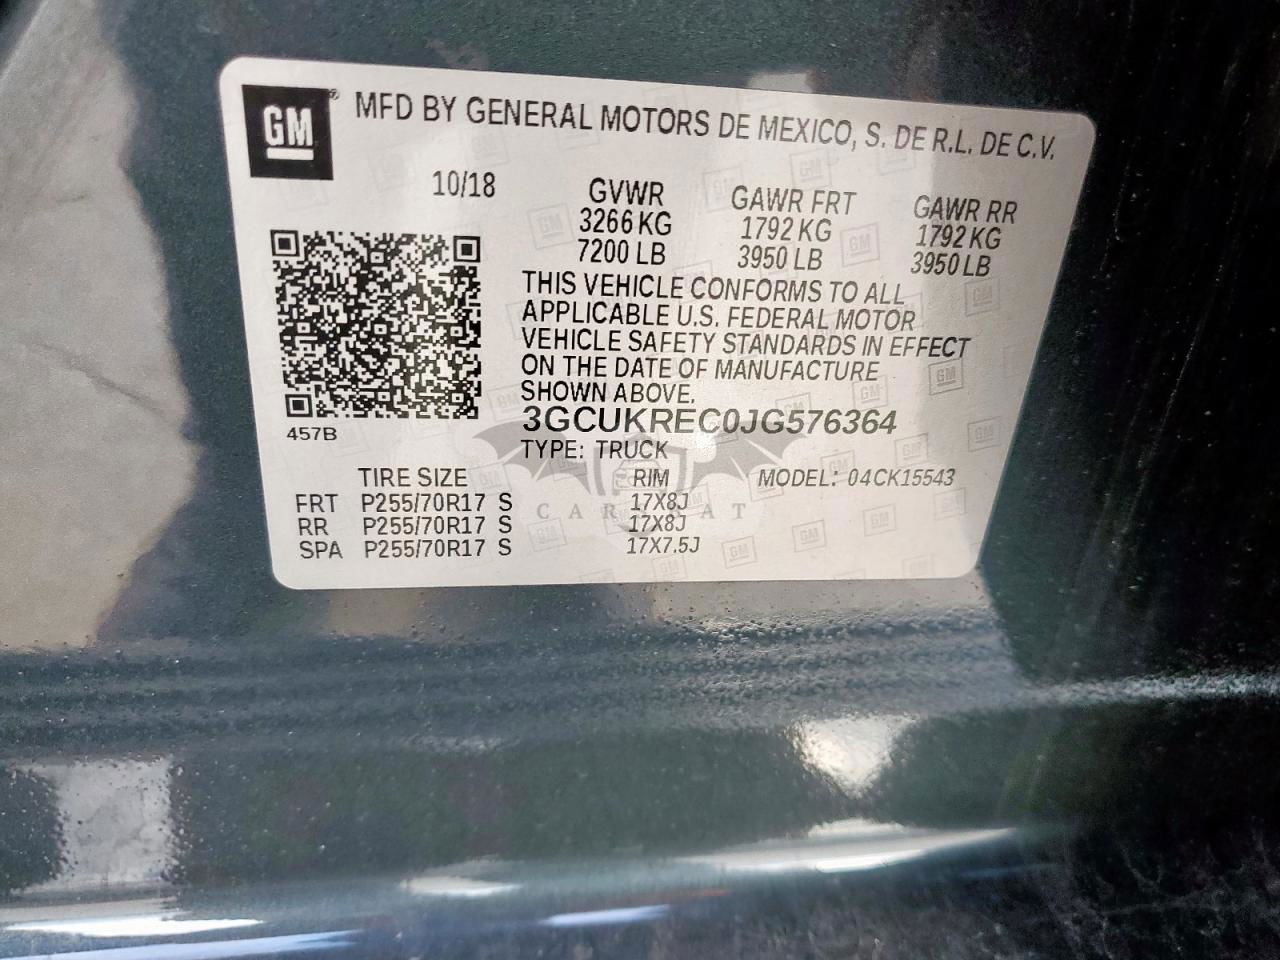 GM® MFD BY GENERAL MOTORS DE MEXICO, S. DE R.L. DE C.V.
10/18 GVWR GAWR FRT GAWR RR
3266 KG 1792 KG 1792 KG
7200 LB 3950 LB 3950 LB
THIS VEHICLE CONFORMS TO ALL
APPLICABLE U.S. FEDERAL MOTOR
VEHICLE SAFETY STANDARDS IN EFFECT
ON THE DATE OF MANUFACTURE
SHOWN ABOVE.
3GCUKREC0JG576364
457B
TYPE: TRUCK
TIRE SIZE RIM MODEL: 04CK15543
FRT P255/70R17 S 17X8J
RR P255/70R17 S 17X8J
SPA P255/70R17 S 17X7.5J